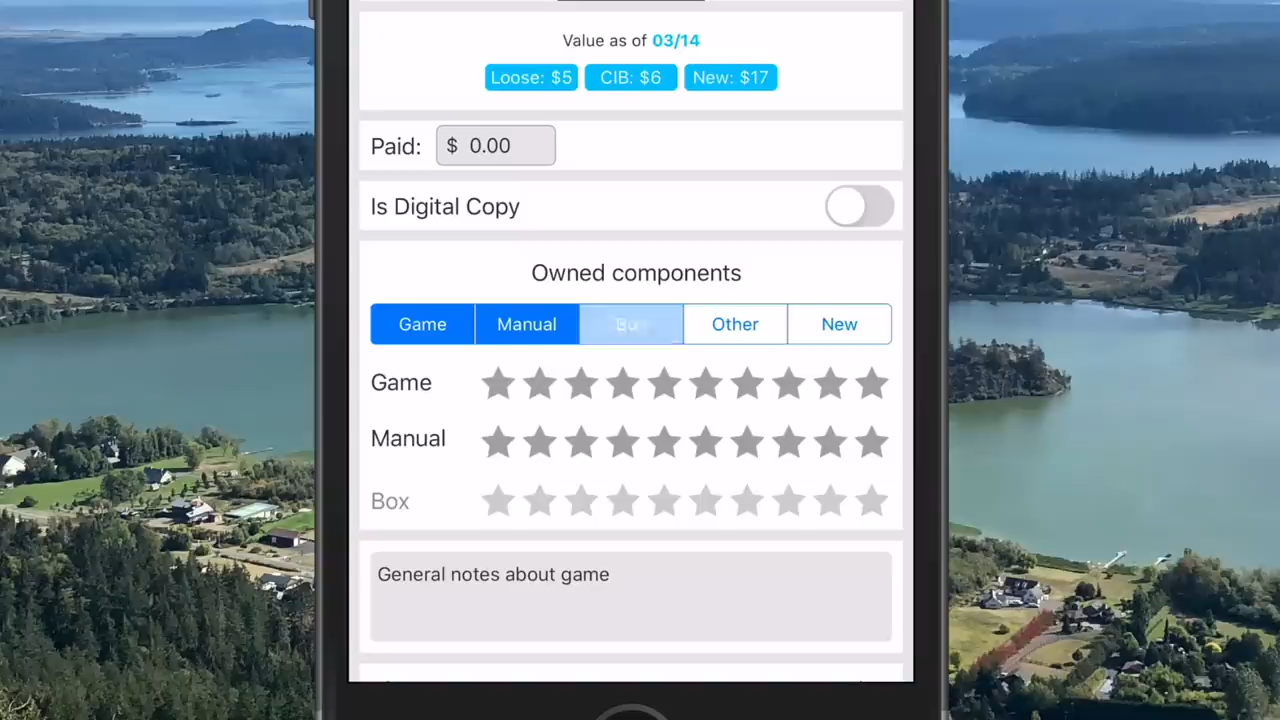 Value as of 03/14
Loose: $5 CIB: $6 New: $17
Paid: $ 0.00
Is Digital Copy
Owned components
Game Manual Box Other New
Game
Manual
Box
General notes about game